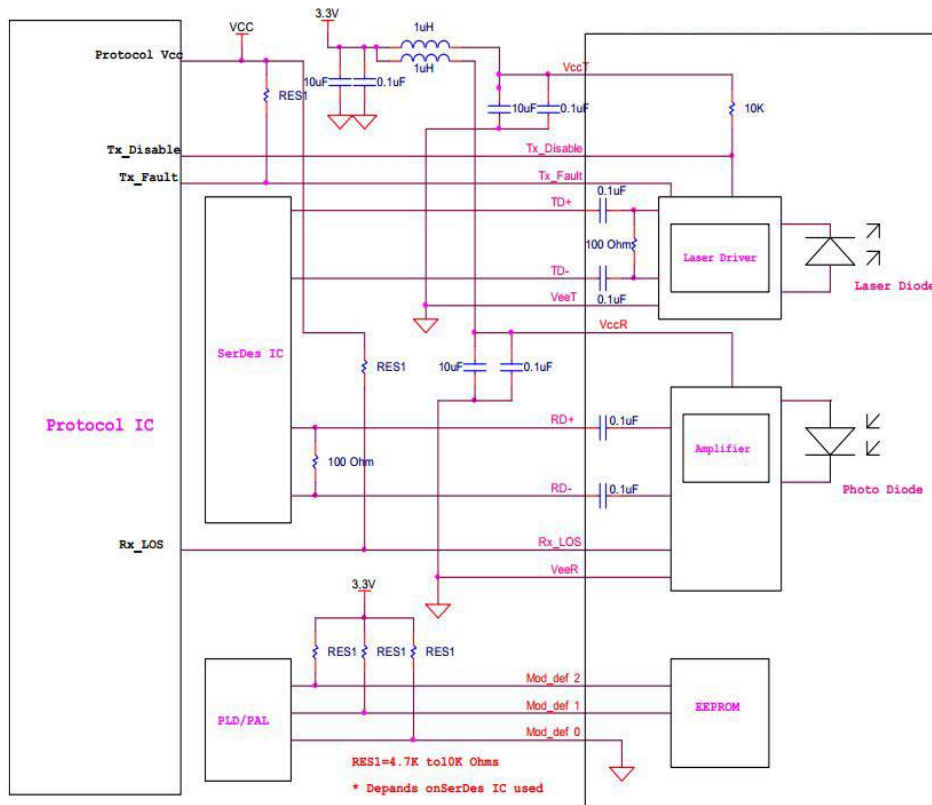 3.3V
VCC
1uH
Protocol Vcc
1uH
VccT
10uF
0.1uF
RES1
10uF
0.1uF
10K
Tx_Disable
Tx_Disable
Tx_Fault
Tx_Fault
0.1uF
TD+
100 Ohm
Laser Driver
TD-
Laser Diode
VeeT
0.1uF
VccR
SerDes IC
RES1
10uF
0.1uF
Protocol IC
RD+
0.1uF
Amplifier
100 Ohm
RD-
0.1uF
Photo Diode
Rx_LOS
Rx_LOS
VeeR
3.3V
RES1
RES1
RES1
Mod_def 2
PLD/PAL
Mod_def 1
EEPROM
Mod_def 0
RES1=4.7K to10K Ohms
* Depands onSerDes IC used